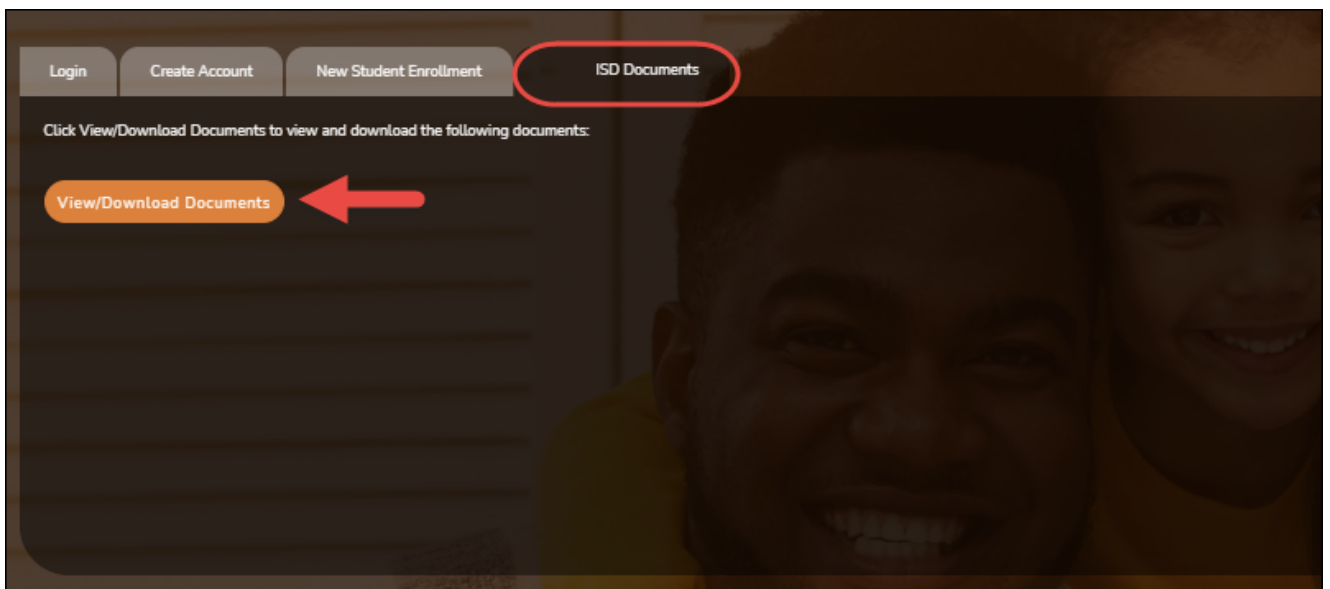 Login Create Account New Student Enrollment ISD Documents
Click View/Download Documents to view and download the following documents:
View/Download Documents